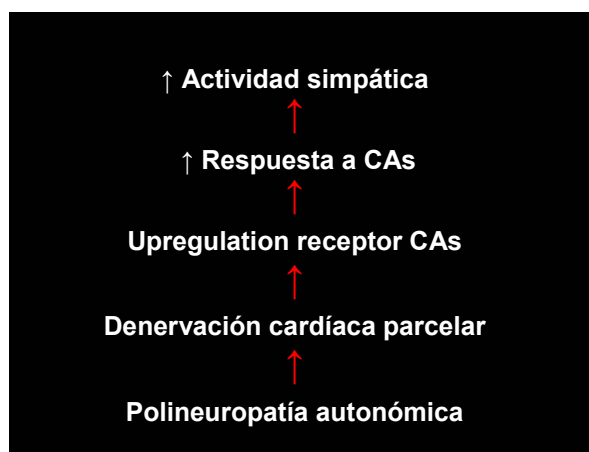 ↑ Actividad simpática
↑ Respuesta a CAs
Upregulation receptor CAs
Denervación cardíaca parcelar
Polineuropatía autonómica